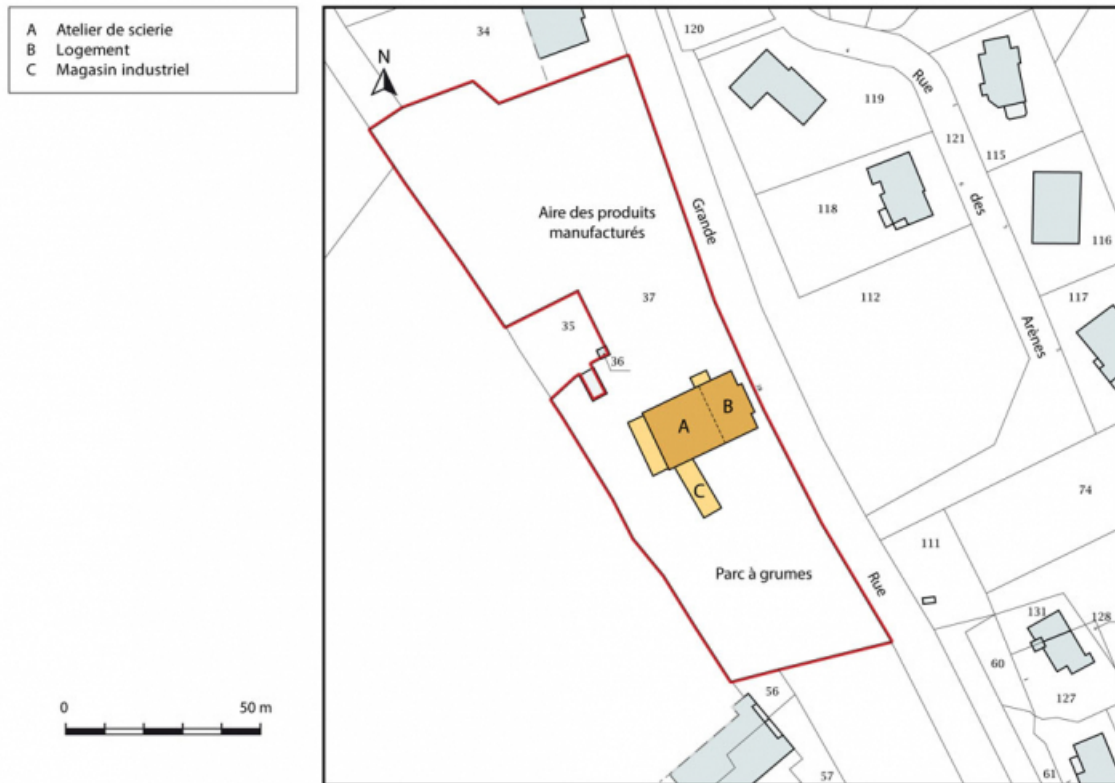 A Atelier de scierie
B Logement
C Magasin industriel
N
34
120
119
Rue
121
115
118
Grande
des
116
Aire des produits
manufacturés
37
112
117
35
Arènes
36
A
B
C
74
111
Parc à grumes
Rue
131
128
60
56
127
57
61
0 50 m